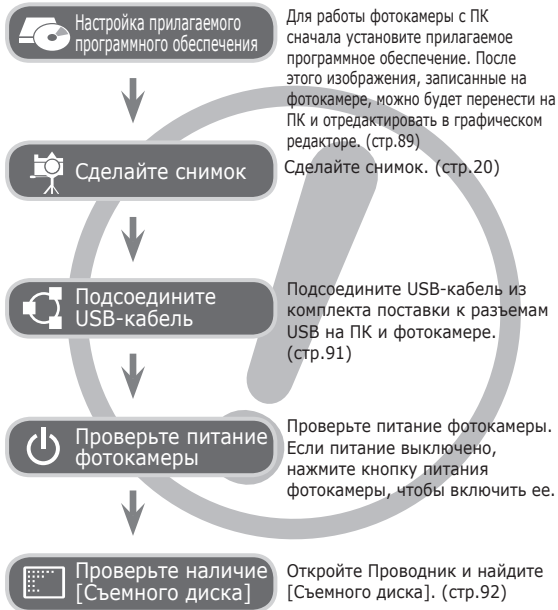 Настройка прилагаемого
программного обеспечения
Для работы фотокамеры с ПК
сначала установите прилагаемое
программное обеспечение. После
этого изображения, записанные на
фотокамере, можно будет перенести на
ПК и отредактировать в графическом
редакторе. (стр.89)
Сделайте снимок
Сделайте снимок. (стр.20)
Подсоедините
USB-кабель
Подсоедините USB-кабель из
комплекта поставки к разъемам
USB на ПК и фотокамере.
(стр.91)
Проверьте питание
фотокамеры
Проверьте питание фотокамеры.
Если питание выключено,
нажмите кнопку питания
фотокамеры, чтобы включить ее.
Проверьте наличие
[Съемного диска]
Откройте Проводник и найдите
[Съемного диска]. (стр.92)